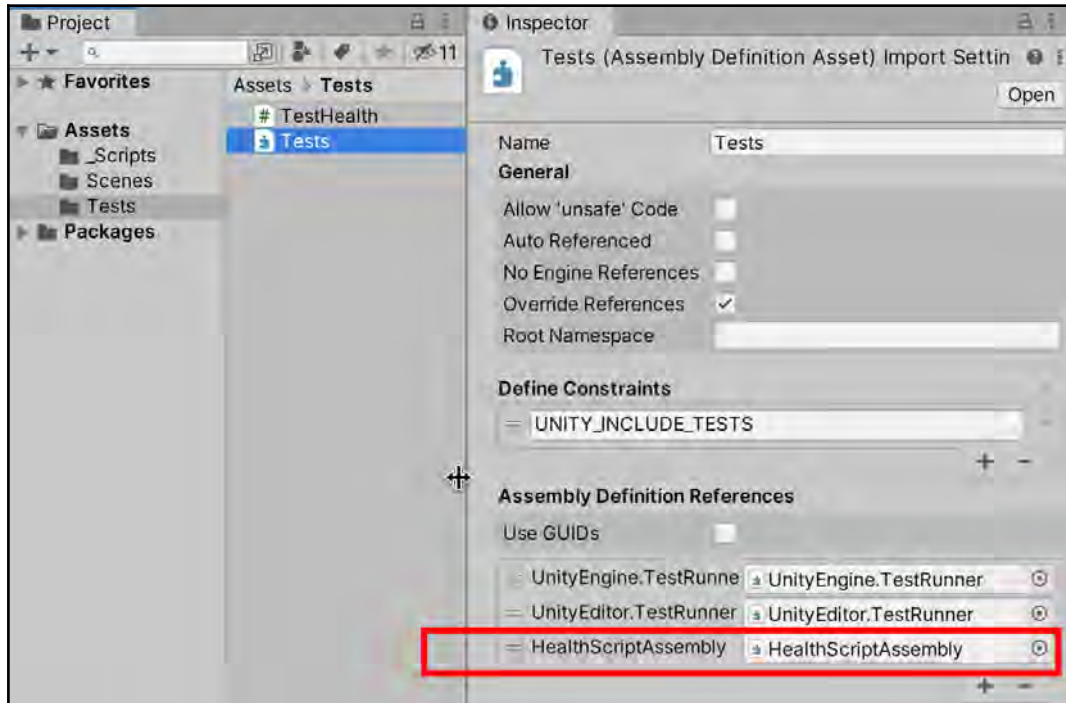 Project
11
Favorites
Assets
_Scripts
Scenes
Tests
Packages
Assets Tests
# TestHealth
Tests
Inspector
Tests (Assembly Definition Asset) Import Settin
Open
Name Tests
General
Allow 'unsafe' Code
Auto Referenced
No Engine References
Override References
Root Namespace
Define Constraints
UNITY_INCLUDE_TESTS
Assembly Definition References
Use GUIDs
UnityEngine.TestRunne UnityEngine.TestRunner
UnityEditor.TestRunner UnityEditor.TestRunner
HealthScriptAssembly HealthScriptAssembly